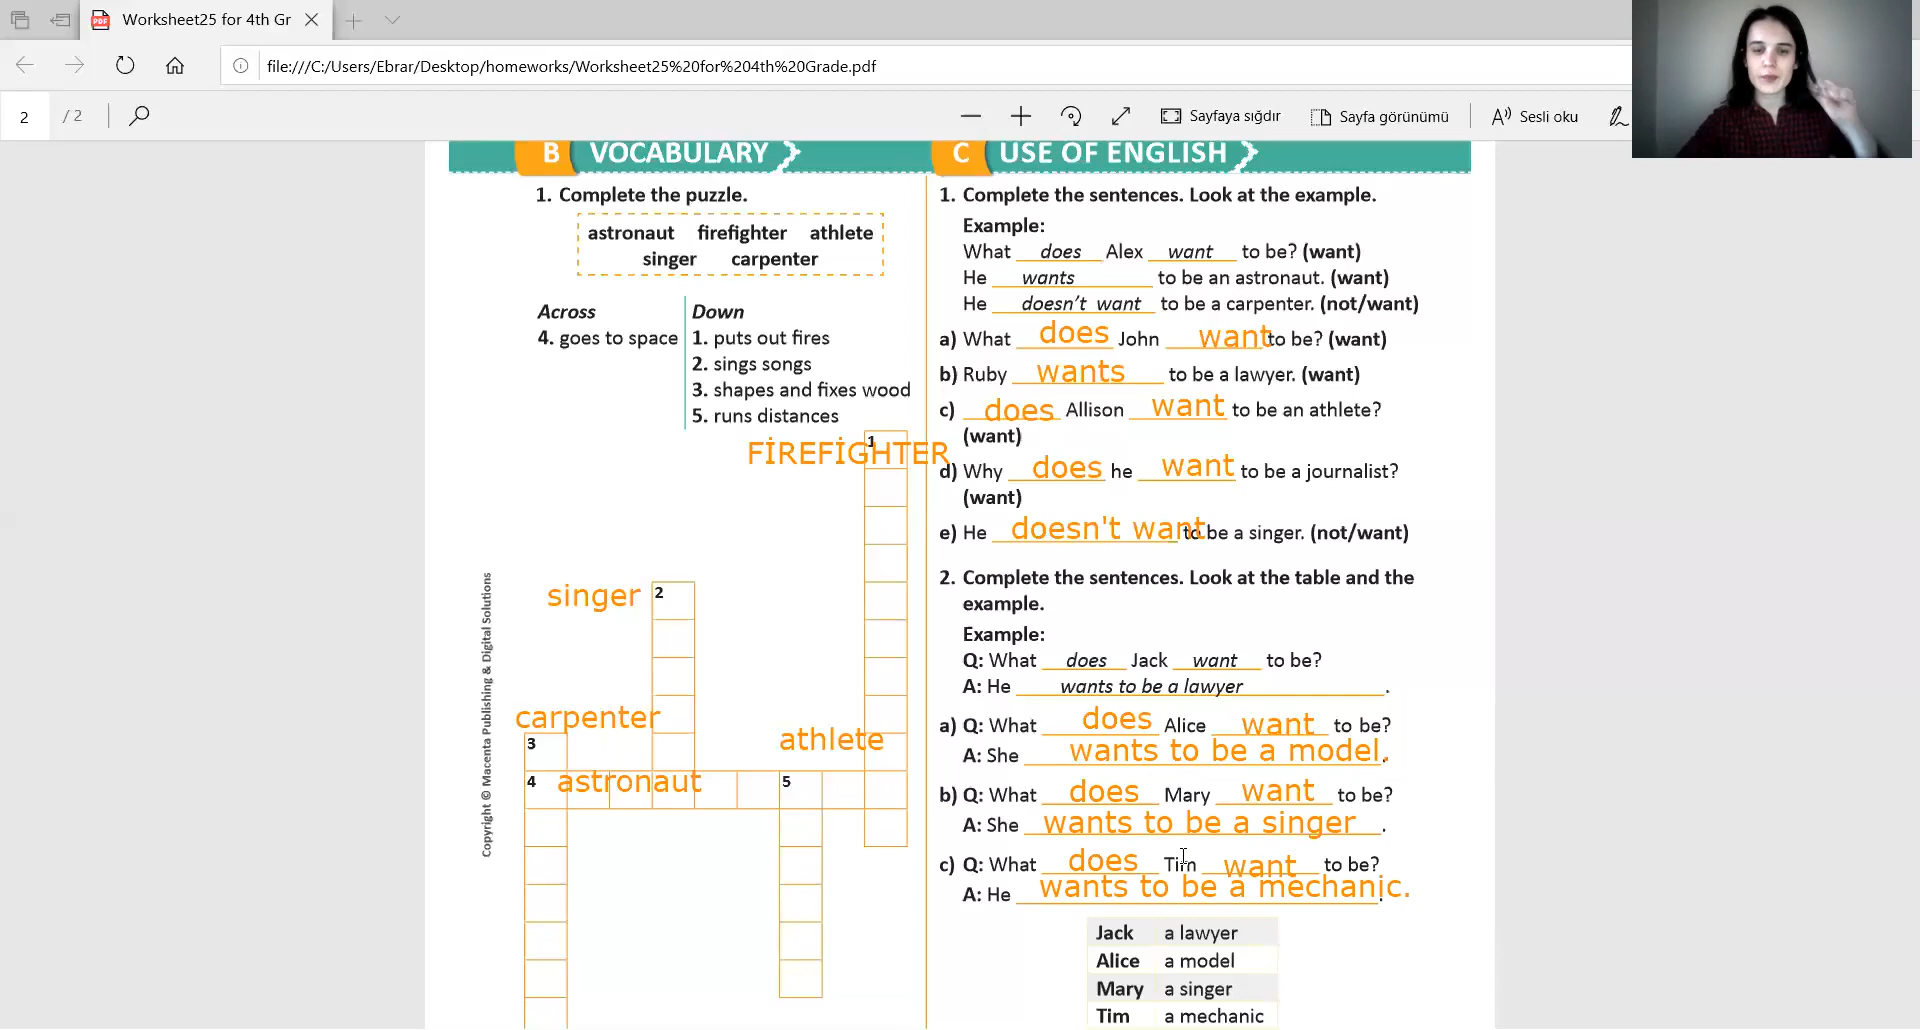 Worksheet25 for 4th Gr
file:///C:/Users/Ebrar/Desktop/homeworks/Worksheet25%20for%204th%20Grade.pdf
2 / 2
Sayfaya sığdır
Sayfa görünümü
Sesli oku
B VOCABULARY
1. Complete the puzzle.
astronaut firefighter athlete
singer carpenter
Across
4. goes to space
Down
1. puts out fires
2. sings songs
3. shapes and fixes wood
5. runs distances
1
FİREFİGHTER
singer 2
carpenter
3
athlete
4 astronaut 5
Copyright © Macenta Publishing & Digital Solutions
C USE OF ENGLISH
1. Complete the sentences. Look at the example.
Example:
What does Alex want to be? (want)
He wants to be an astronaut. (want)
He doesn't want to be a carpenter. (not/want)
a) What does John want to be? (want)
b) Ruby wants to be a lawyer. (want)
c) does Allison want to be an athlete?
(want)
d) Why does he want to be a journalist?
(want)
e) He doesn't want to be a singer. (not/want)
2. Complete the sentences. Look at the table and the
example.
Example:
Q: What does Jack want to be?
A: He wants to be a lawyer.
a) Q: What does Alice want to be?
A: She wants to be a model..
b) Q: What does Mary want to be?
A: She wants to be a singer.
c) Q: What does Tim want to be?
A: He wants to be a mechanic..
Jack a lawyer
Alice a model
Mary a singer
Tim a mechanic